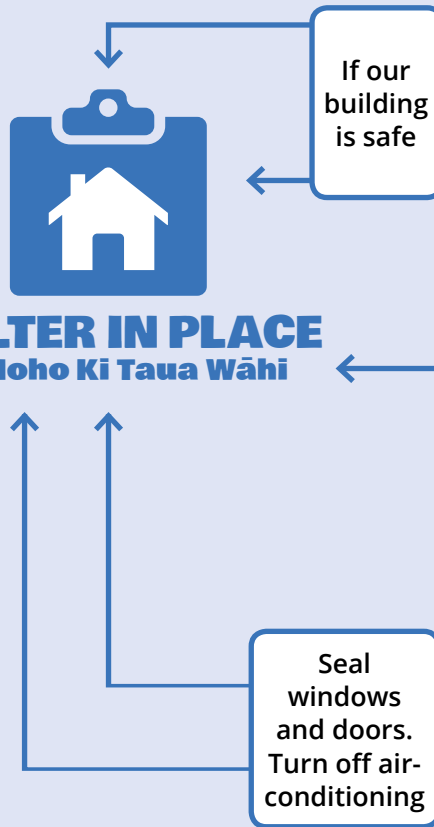 If our
building
is safe
LTER IN PLACE
Noho Ki Taua Wāhi
Seal
windows
and doors.
Turn off air-
conditioning